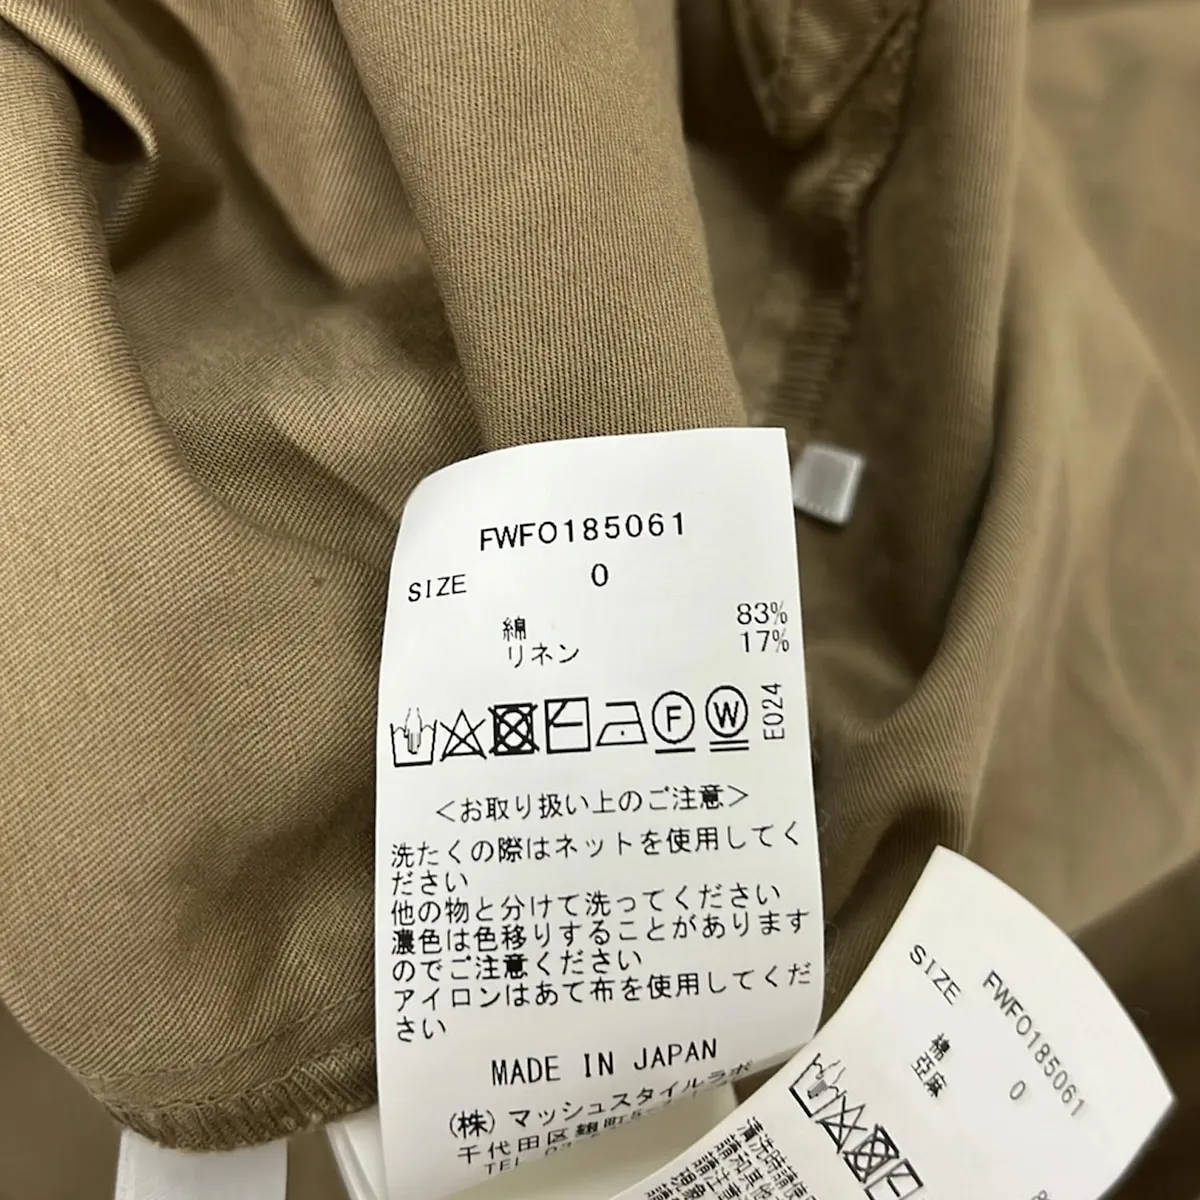 FWFO185061
SIZE 0
綿 83%
リネン 17%
F W E024
＜お取り扱い上のご注意＞
洗たくの際はネットを使用してく
ださい
他の物と分けて洗ってください
濃色は色移りすることがあります
のでご注意ください
アイロンはあて布を使用してくだ
さい
MADE IN JAPAN
(株) マッシュスタイルラボ
千代田区麹町5-
TEL 03
FWFO185061
SIZE 0
棉
亞麻